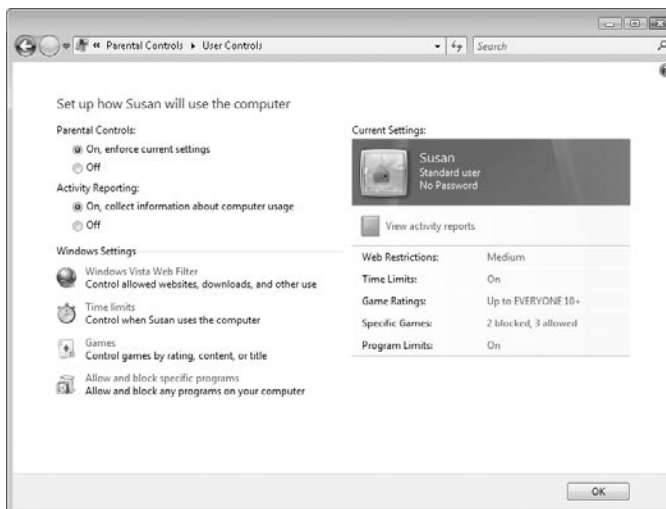 « Parental Controls ▸ User Controls
Search
Set up how Susan will use the computer
Parental Controls:
On, enforce current settings
Off
Activity Reporting:
On, collect information about computer usage
Off
Windows Settings
Windows Vista Web Filter
Control allowed websites, downloads, and other use
Time limits
Control when Susan uses the computer
Games
Control games by rating, content, or title
Allow and block specific programs
Allow and block any programs on your computer
Current Settings:
Susan
Standard user
No Password
View activity reports
Web Restrictions: Medium
Time Limits: On
Game Ratings: Up to EVERYONE 10+
Specific Games: 2 blocked, 3 allowed
Program Limits: On
OK